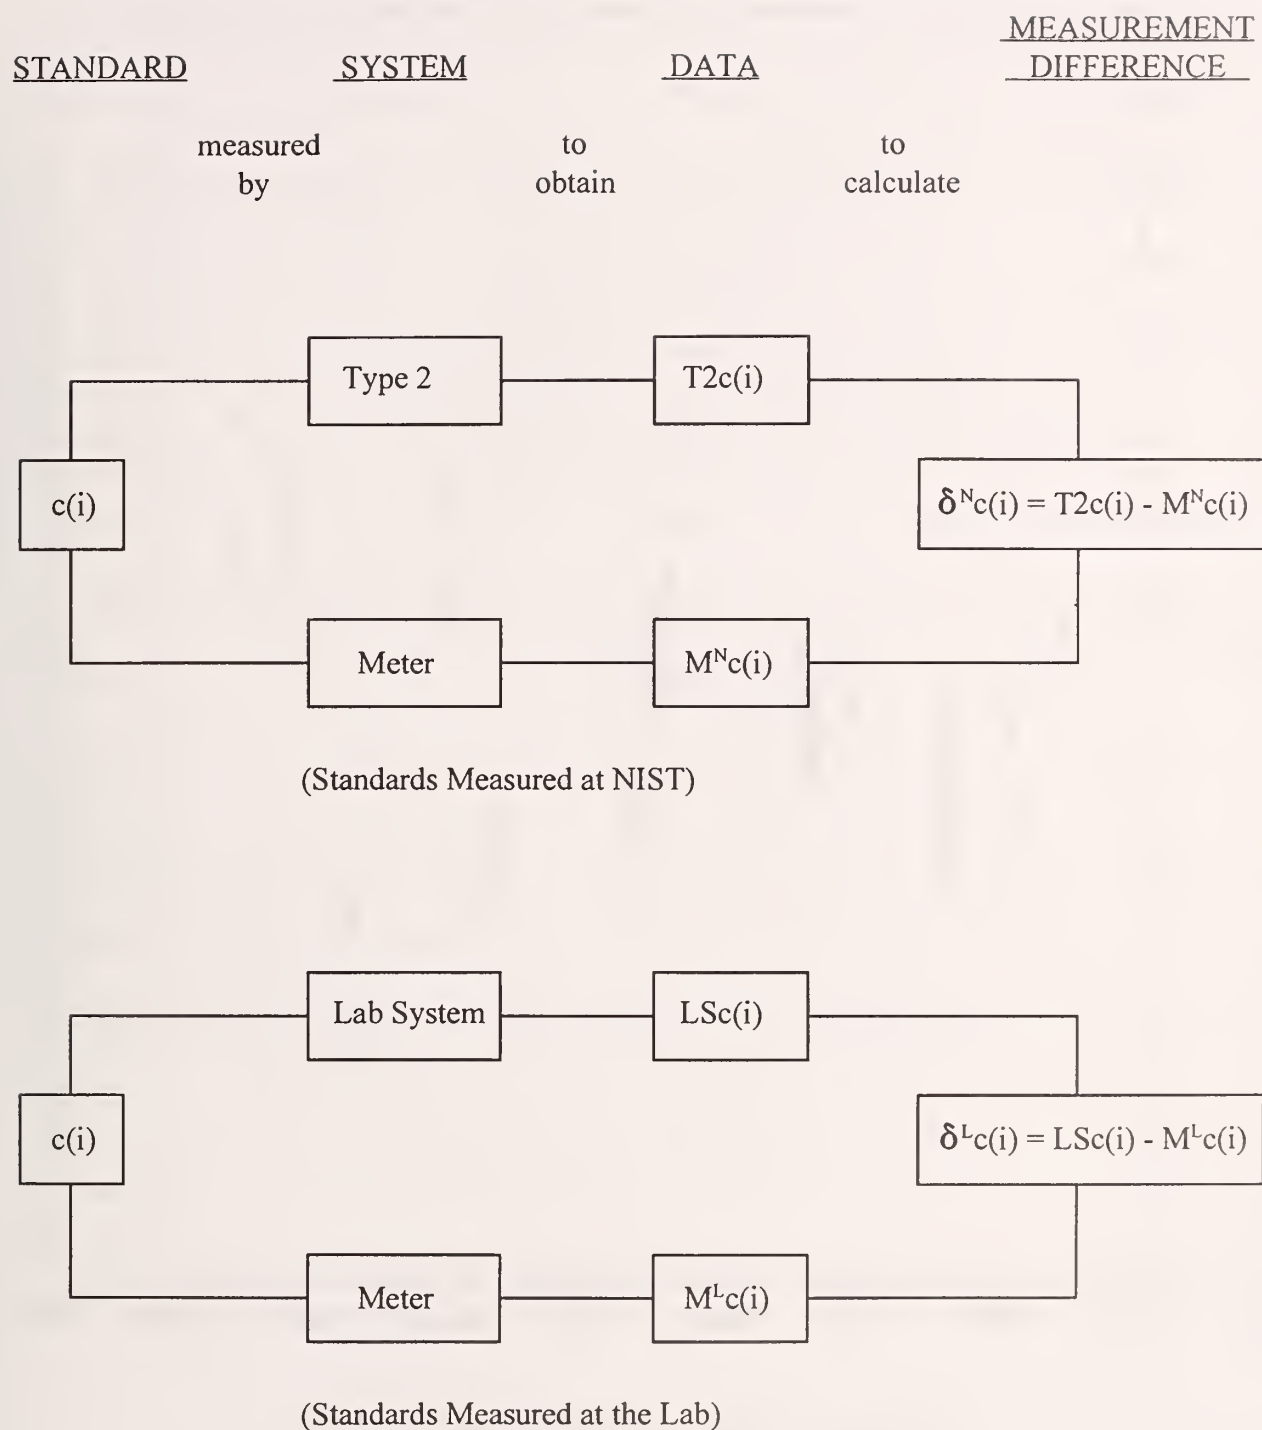 STANDARD SYSTEM DATA MEASUREMENT DIFFERENCE
measured by
to obtain
to calculate
Type 2
T2c(i)
c(i)
δᴺc(i) = T2c(i) - Mᴺc(i)
Meter
Mᴺc(i)
(Standards Measured at NIST)
Lab System
LSc(i)
c(i)
δᴸc(i) = LSc(i) - Mᴸc(i)
Meter
Mᴸc(i)
(Standards Measured at the Lab)